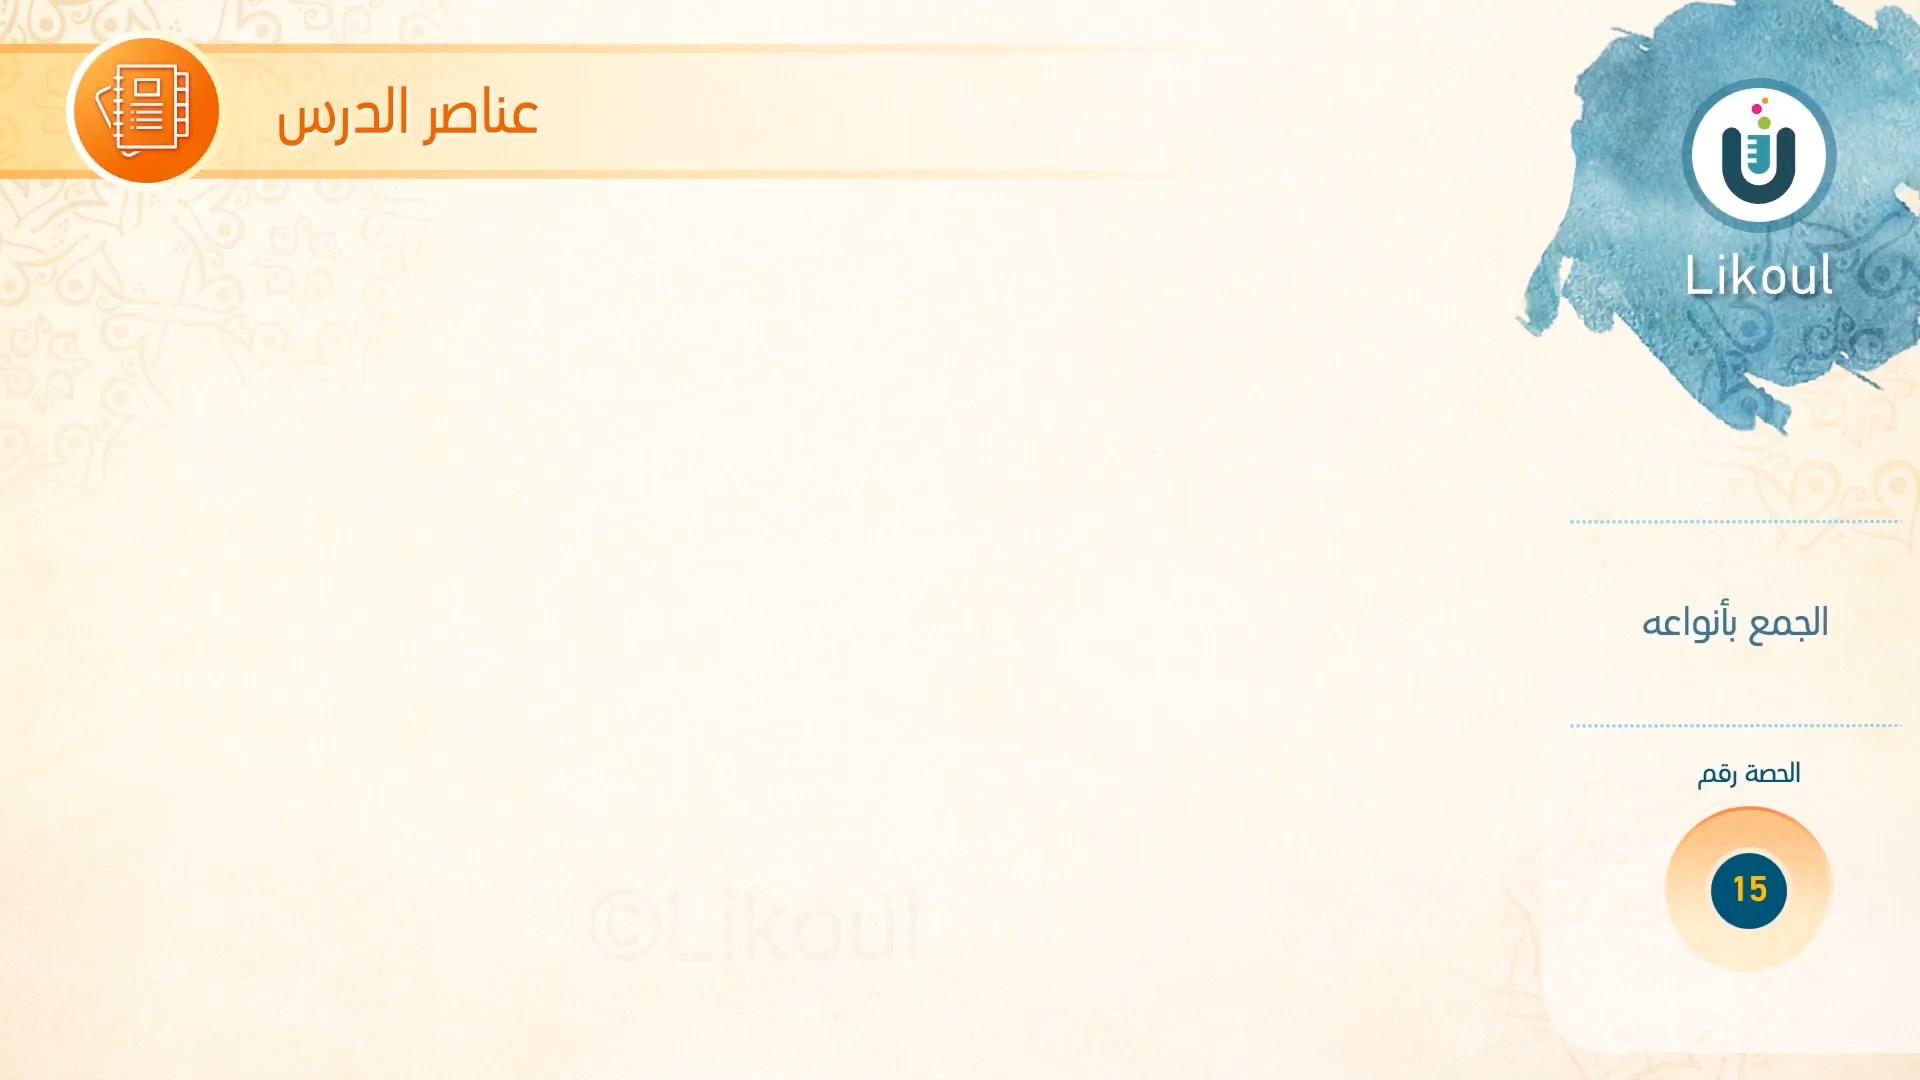 عناصر الدرس
Likoul
الجمع بأنواعه
الحصة رقم
15
©Likoul